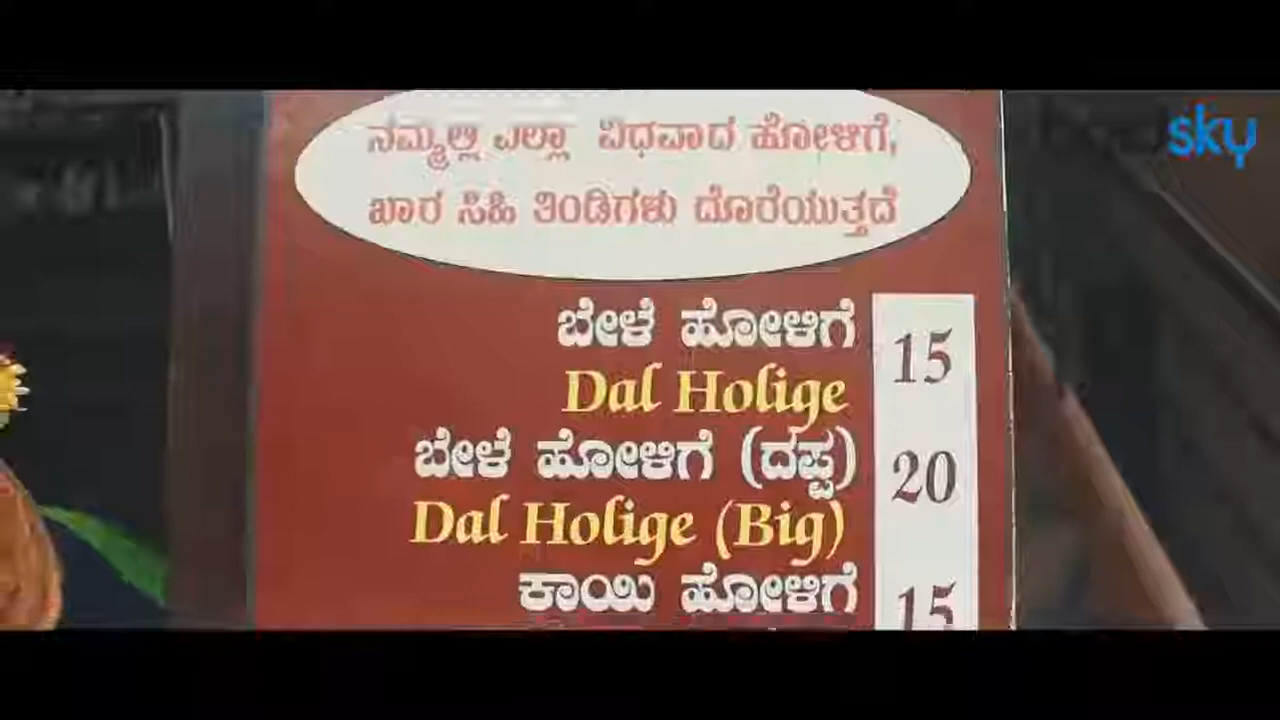 ನಮ್ಮಲ್ಲಿ ಎಲ್ಲಾ ವಿಧವಾದ ಹೋಳಿಗೆ,
ಖಾರ ಸಿಹಿ ತಿಂಡಿಗಳು ದೊರೆಯುತ್ತದೆ
sky
ಬೇಳೆ ಹೋಳಿಗೆ 15
Dal Holige
ಬೇಳೆ ಹೋಳಿಗೆ (ದಪ್ಪ) 20
Dal Holige (Big)
ಕಾಯಿ ಹೋಳಿಗೆ 15